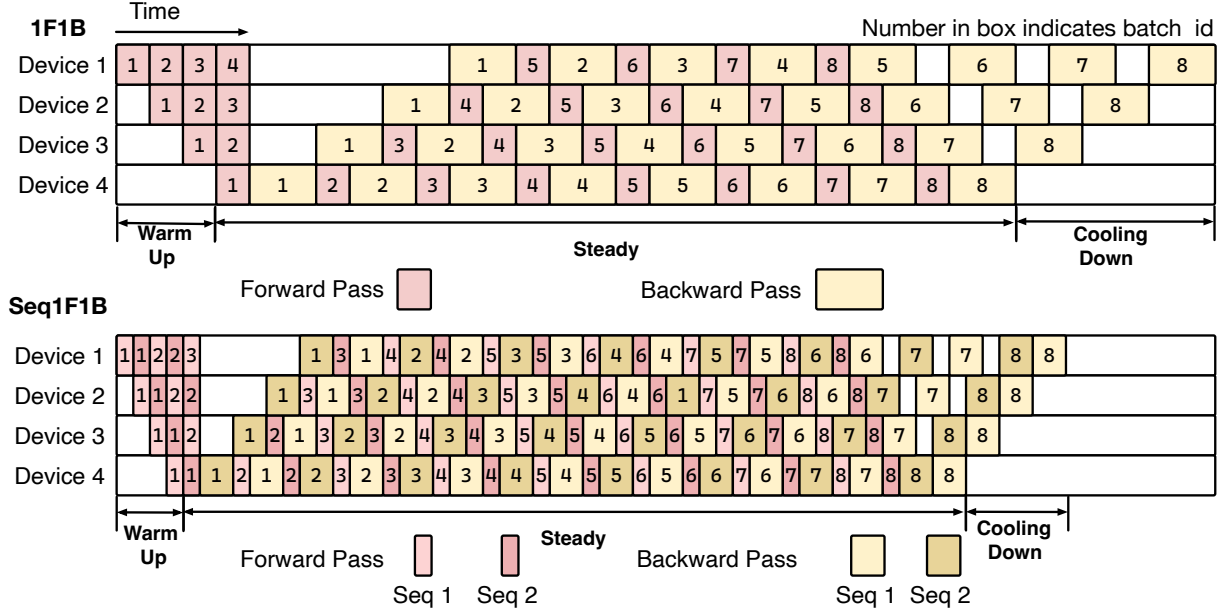 Time
1F1B
Number in box indicates batch id
Device 1 1 2 3 4 1 5 2 6 3 7 4 8 5 6 7 8
Device 2 1 2 3 1 4 2 5 3 6 4 7 5 8 6 7 8
Device 3 1 2 1 3 2 4 3 5 4 6 5 7 6 8 7 8
Device 4 1 1 2 2 3 3 4 4 5 5 6 6 7 7 8 8
Warm
Up
Steady
Cooling
Down
Forward Pass
Backward Pass
Seq1F1B
Device 1 1 1 2 2 3 1 3 1 4 2 4 2 5 3 5 3 6 4 6 4 7 5 7 5 8 6 8 6 7 7 8 8
Device 2 1 1 2 2 1 3 1 3 2 4 2 4 3 5 3 5 4 6 4 6 1 7 5 7 6 8 6 8 7 7 8 8
Device 3 1 1 2 1 2 1 3 2 3 2 4 3 4 3 5 4 5 4 6 5 6 5 7 6 7 6 8 7 8 7 8 8
Device 4 1 1 1 2 1 2 2 3 2 3 3 4 3 4 4 5 4 5 5 6 5 6 6 7 6 7 7 8 7 8 8 8
Warm
Up
Steady
Cooling
Down
Forward Pass
Seq 1
Seq 2
Backward Pass
Seq 1
Seq 2